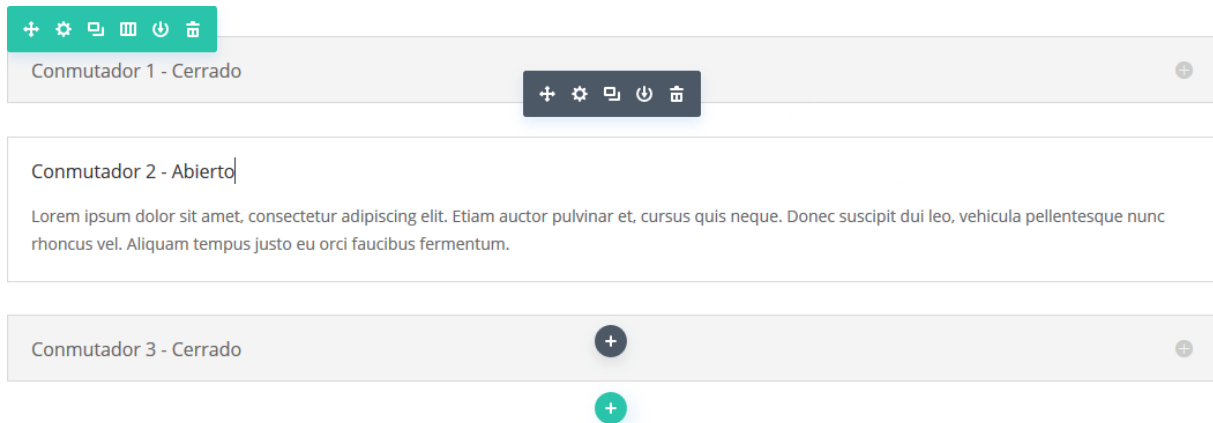 Conmutador 1 - Cerrado
Conmutador 2 - Abierto
Lorem ipsum dolor sit amet, consectetur adipiscing elit. Etiam auctor pulvinar et, cursus quis neque. Donec suscipit dui leo, vehicula pellentesque nunc
rhoncus vel. Aliquam tempus justo eu orci faucibus fermentum.
Conmutador 3 - Cerrado